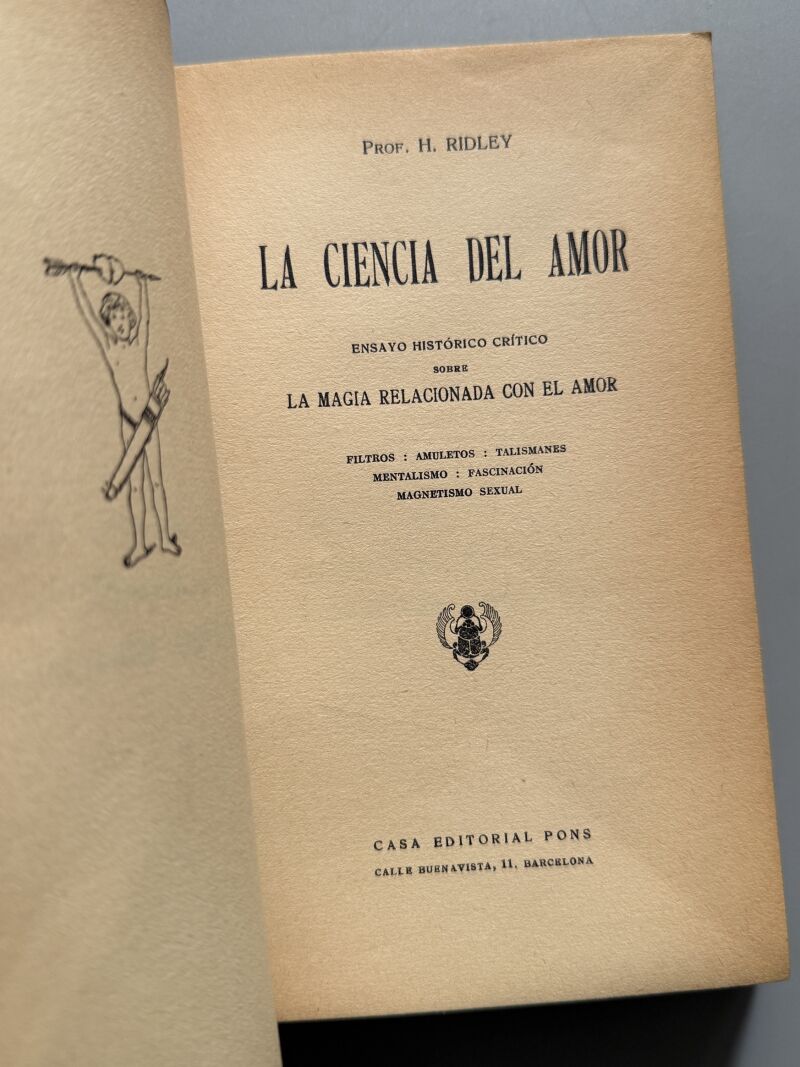 PROF. H. RIDLEY
LA CIENCIA DEL AMOR
ENSAYO HISTÓRICO CRÍTICO
SOBRE
LA MAGIA RELACIONADA CON EL AMOR
FILTROS : AMULETOS : TALISMANES
MENTALISMO : FASCINACIÓN
MAGNETISMO SEXUAL
CASA EDITORIAL PONS
CALLE BUENAVISTA, 11. BARCELONA